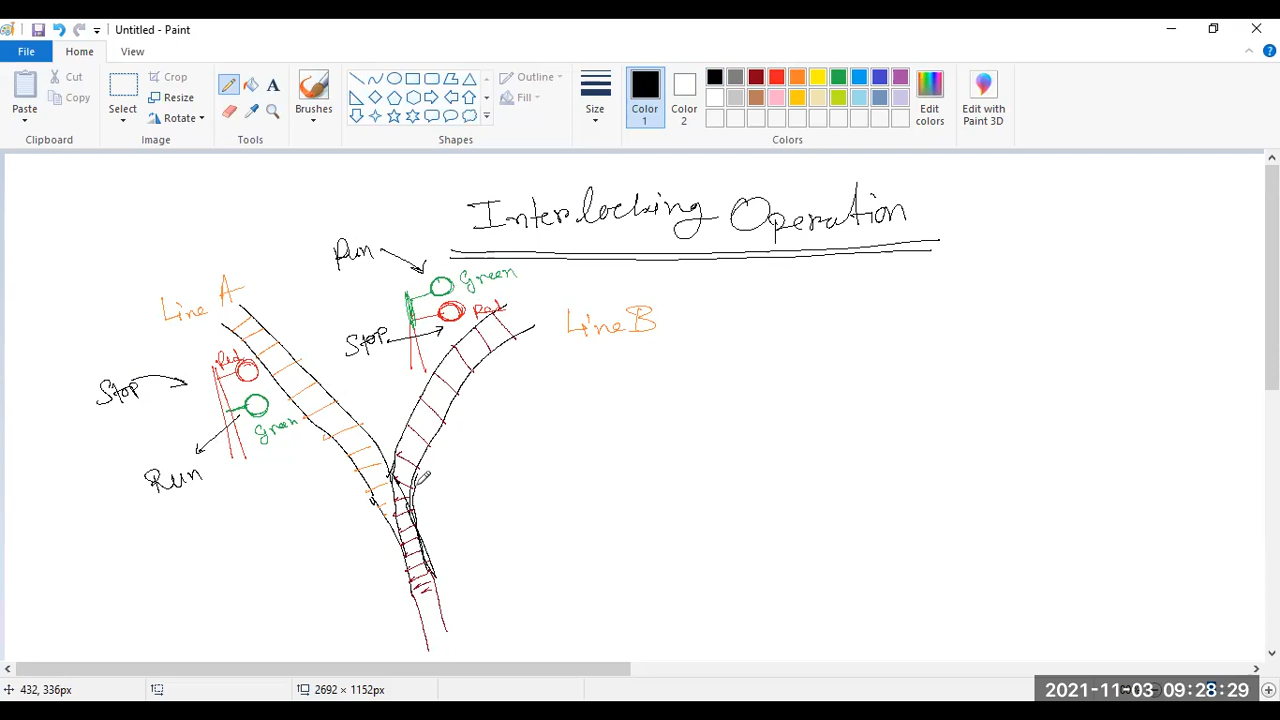 Untitled - Paint
File Home View
Paste
Cut
Copy
Clipboard
Select
Crop
Resize
Rotate
Image
Tools
Brushes
Shapes
Outline
Fill
Size
Color 1
Color 2
Colors
Edit colors
Edit with Paint 3D
Interlocking Operation
Run
Green
Line A
Red
Line B
Stop
Red
Stop
Green
Run
432, 336px
2692 × 1152px
2021-11-03 09:28:29